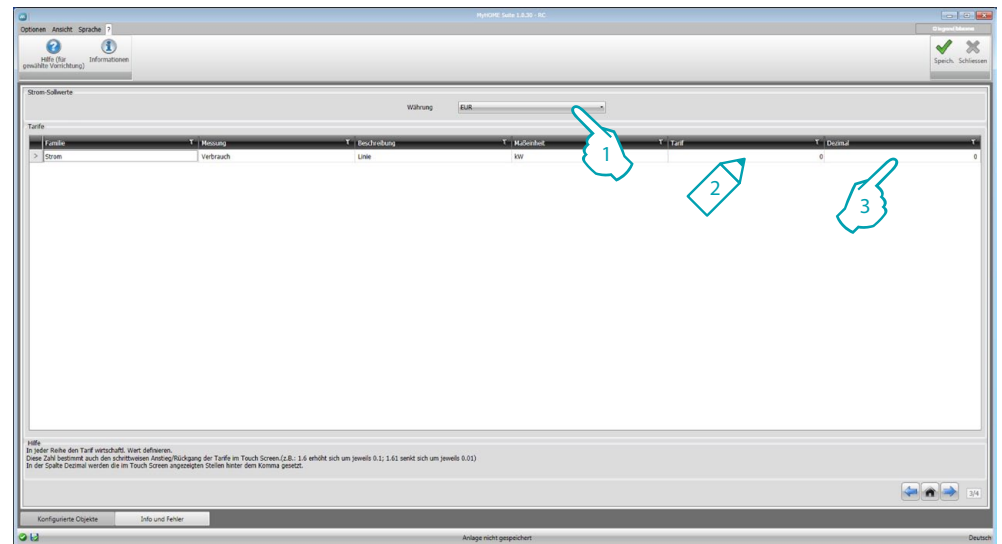 MyHOME Suite 1.0.30 - RC
Optionen Ansicht Sprache ?
Hilfe (für gewählte Vorrichtung)
Informationen
Speich. Schliessen
Strom-Sollwerte
Währung EUR
Tarife
Familie Messung Beschreibung Maßeinheit Tarif Dezimal
> Strom Verbrauch Linie kW 0 0
1
2
3
Hilfe
In jeder Reihe den Tarif wirtschaftl. Wert definieren.
Diese Zahl bestimmt auch den schrittweisen Anstieg/Rückgang der Tarife im Touch Screen.(z.B.: 1.6 erhöht sich um jeweils 0.1; 1.61 senkt sich um jeweils 0.01)
In der Spalte Dezimal werden die im Touch Screen angezeigten Stellen hinter dem Komma gesetzt.
3/4
Konfigurierte Objekte Info und Fehler
Anlage nicht gespeichert Deutsch